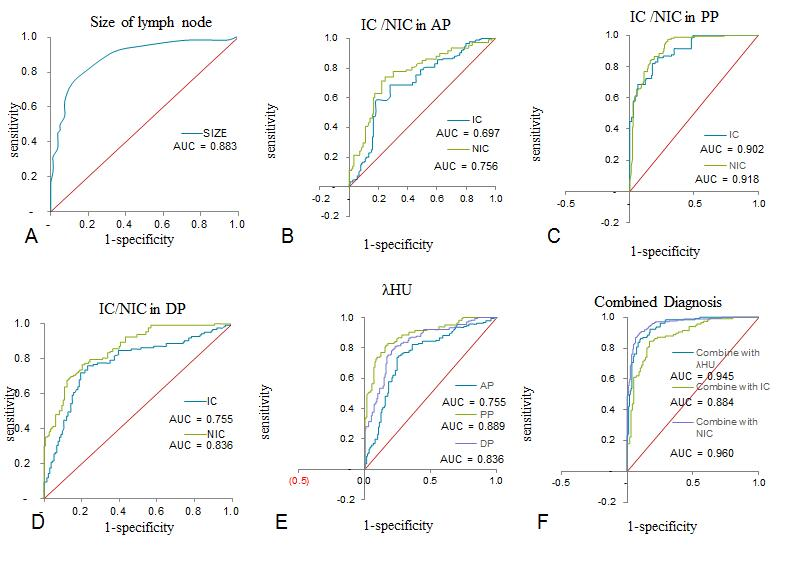 Size of lymph node
1.0
0.8
0.6
0.4
0.2
-
sensitivity
SIZE
AUC = 0.883
-
0.2
0.4
0.6
0.8
1.0
1-specificity
A
IC /NIC in AP
1.0
0.8
0.6
0.4
0.2
-
-0.2
sensitivity
IC
AUC = 0.697
NIC
AUC = 0.756
-0.2
-
0.2
0.4
0.6
0.8
1.0
1-specificity
B
IC /NIC in PP
1.0
0.8
0.6
0.4
0.2
-
-0.2
sensitivity
IC
AUC = 0.902
NIC
AUC = 0.918
-0.5
-
0.5
1.0
1-specificity
C
IC/NIC in DP
1.0
0.8
0.6
0.4
0.2
-
sensitivity
IC
AUC = 0.755
NIC
AUC = 0.836
-
0.2
0.4
0.6
0.8
1.0
1-specificity
D
λHU
1.0
0.8
0.6
0.4
0.2
-
-0.2
sensitivity
AP
AUC = 0.755
PP
AUC = 0.889
DP
AUC = 0.836
(0.5)
0.0
0.5
1.0
1-specificity
E
Combined Diagnosis
1.0
0.8
0.6
0.4
0.2
-
-0.2
sensitivity
Combine with
λHU
AUC = 0.945
Combine with IC
AUC = 0.884
Combine with
NIC
AUC = 0.960
-0.5
-
0.5
1.0
1-specificity
F